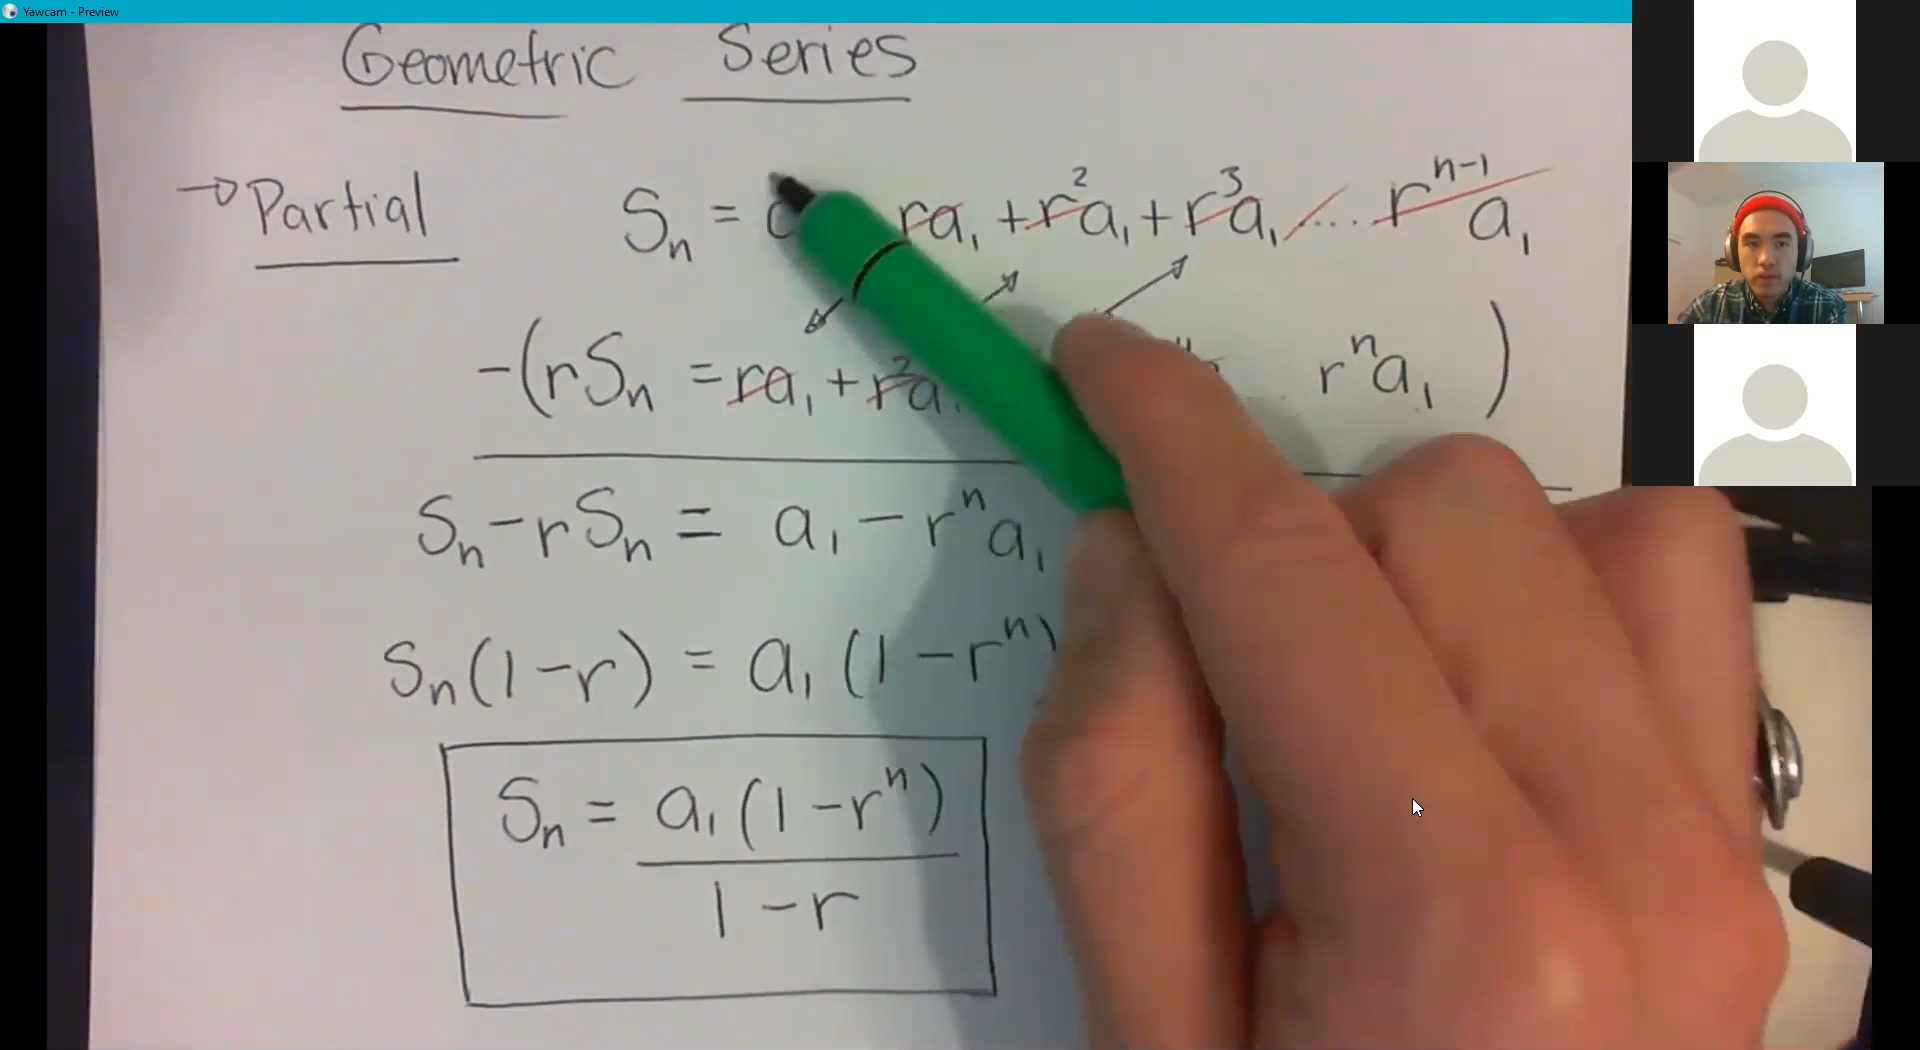 Yawcam - Preview
Geometric Series
→ Partial
Sₙ = ra₁ + r²a₁ + r³a₁ .... rⁿ⁻¹a₁
-(rSₙ = ra₁ + r²a₁ rⁿa₁ )
Sₙ - rSₙ = a₁ - rⁿa₁
Sₙ(1-r) = a₁(1-rⁿ)
Sₙ = a₁(1-rⁿ)
1-r